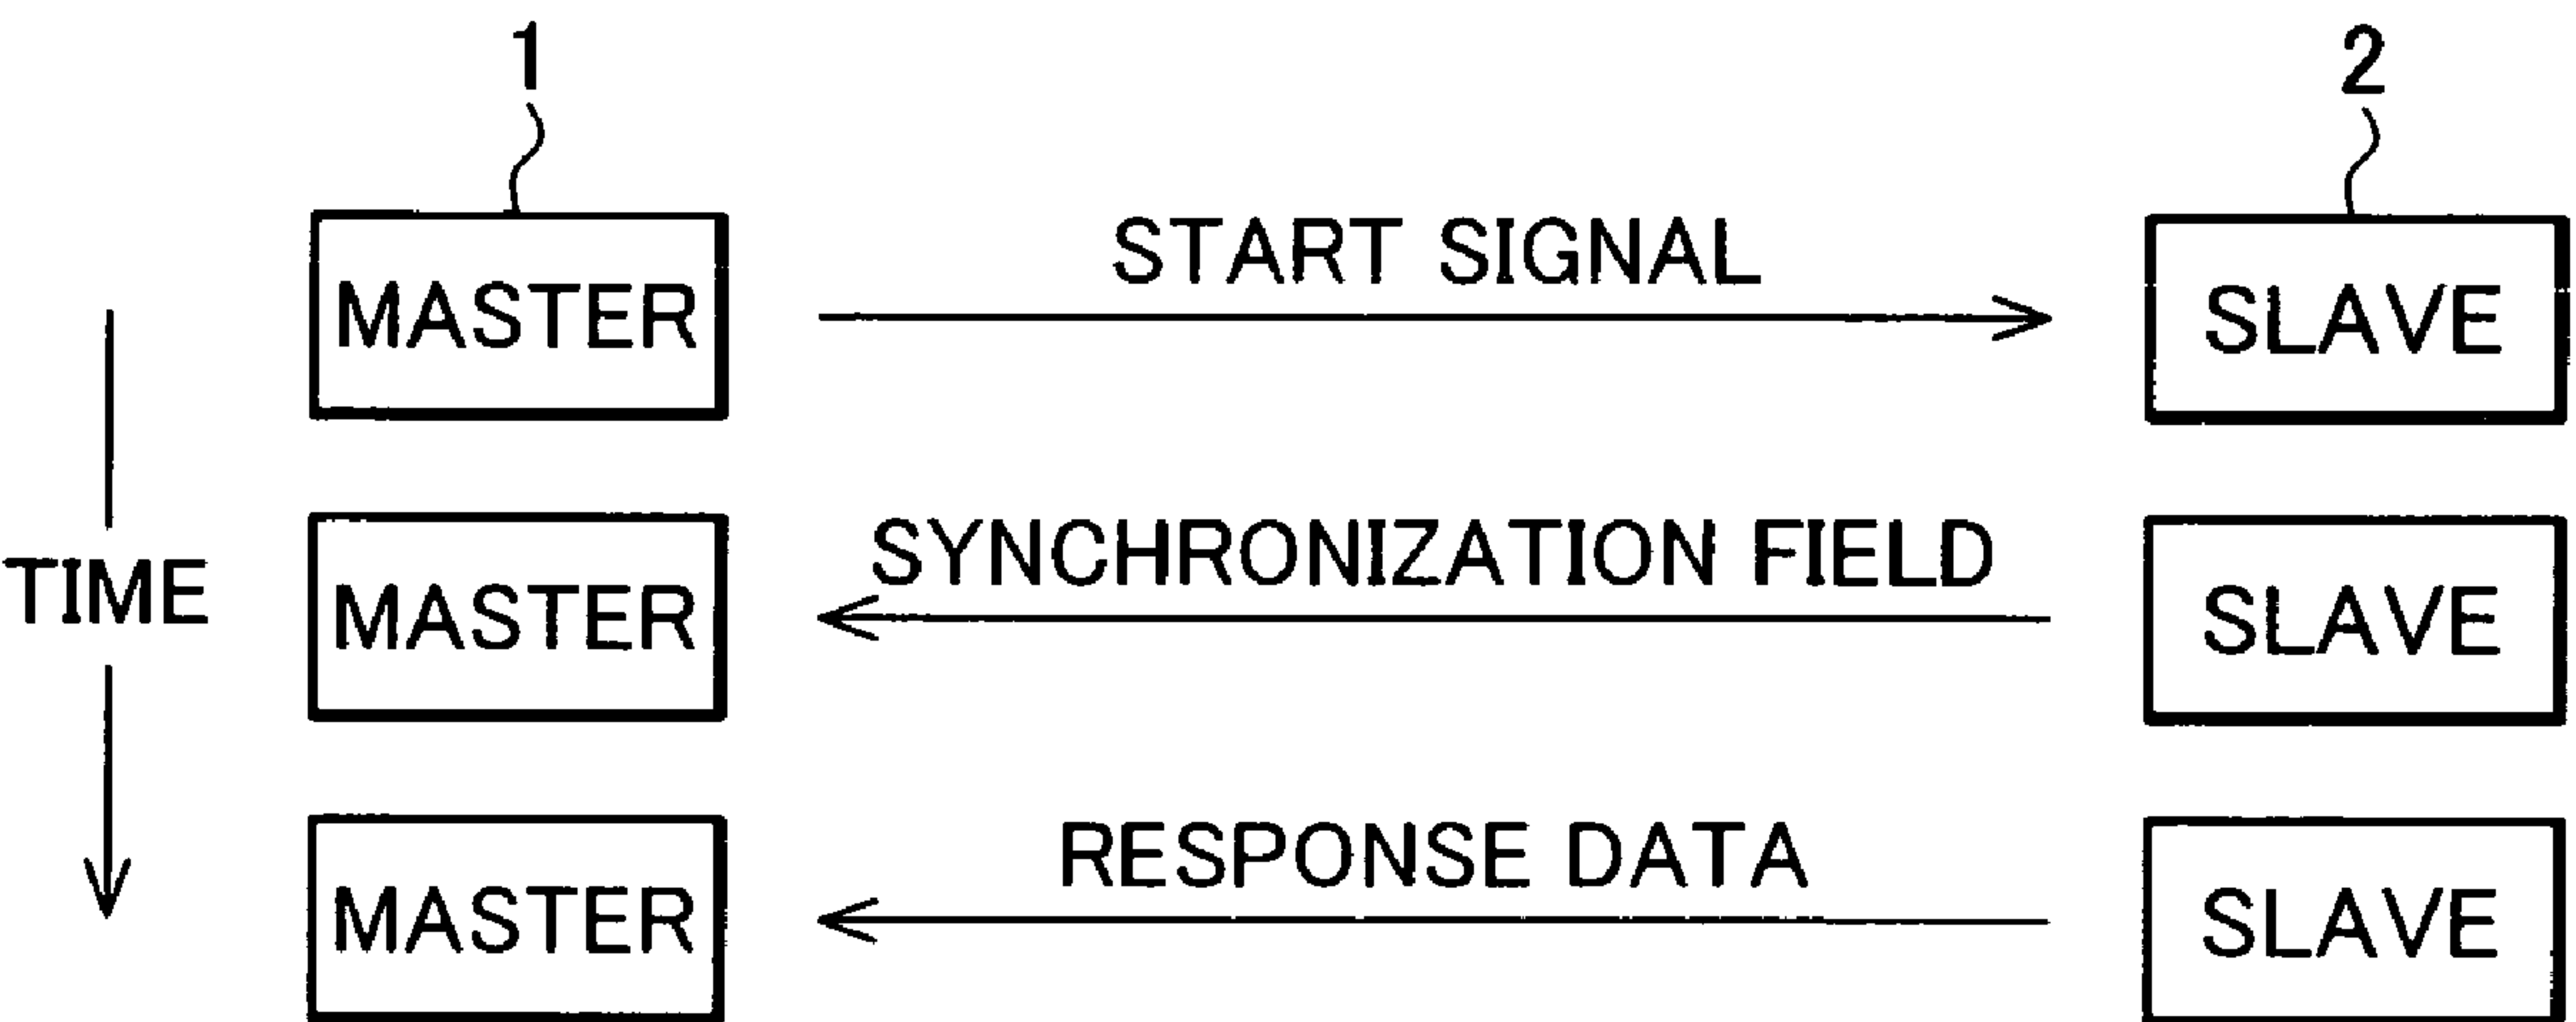 1
2
START SIGNAL
MASTER
SLAVE
SYNCHRONIZATION FIELD
TIME
MASTER
SLAVE
RESPONSE DATA
MASTER
SLAVE